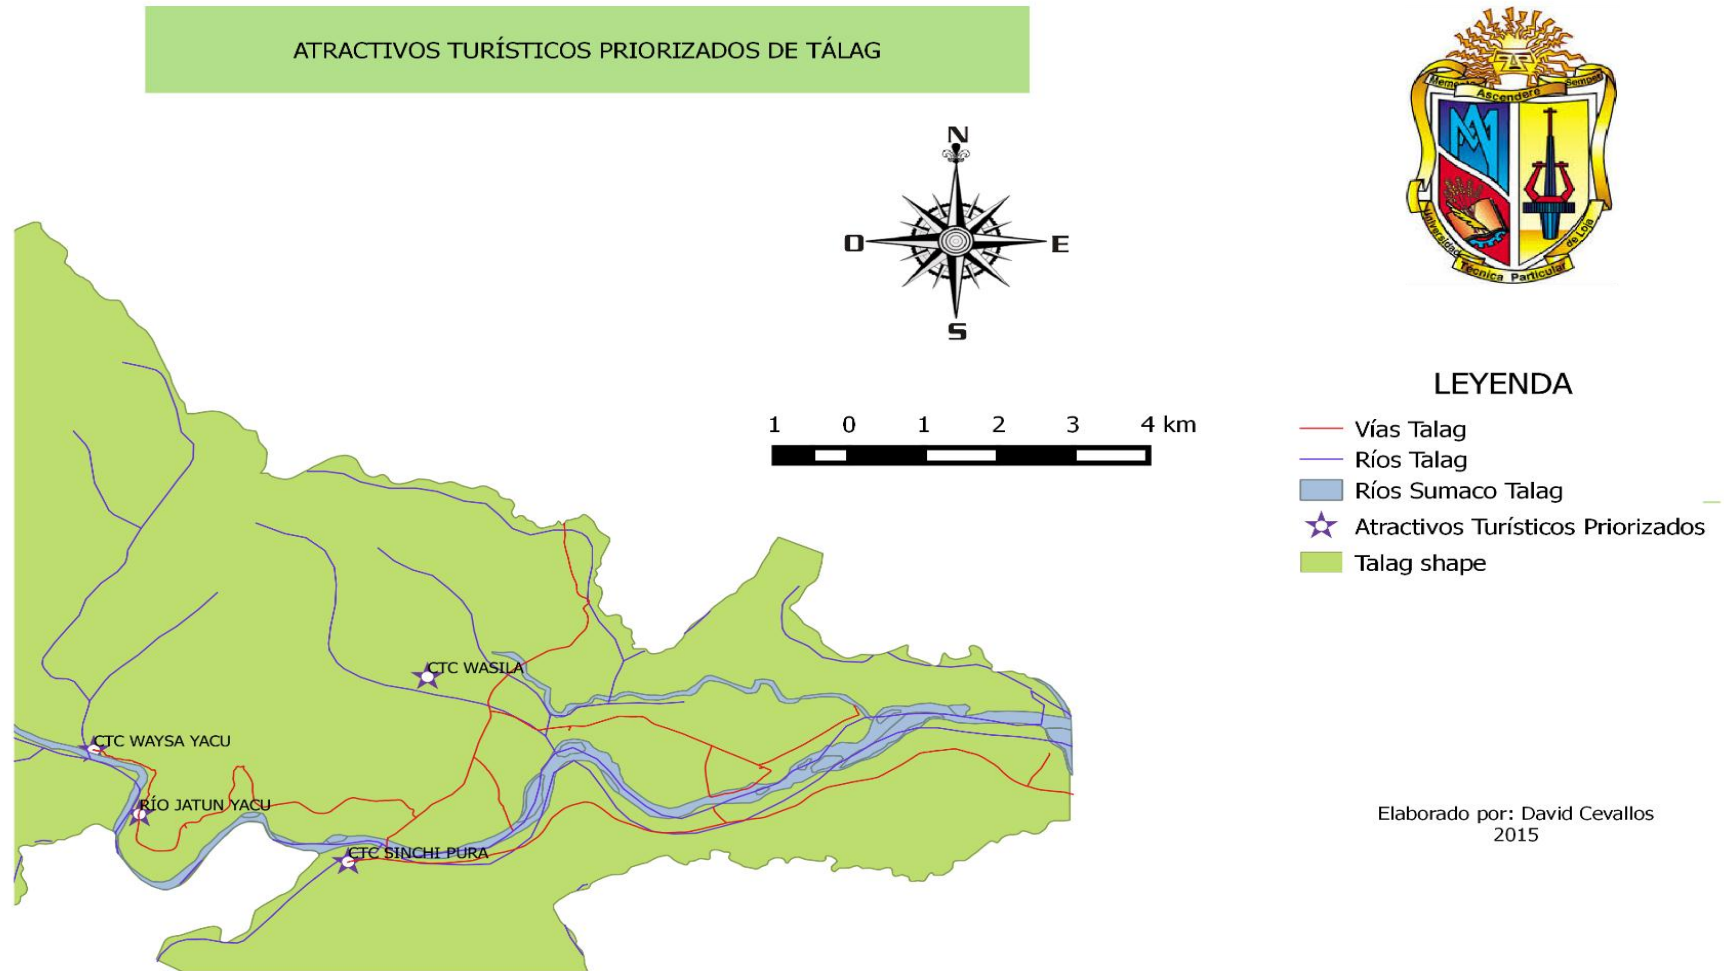 ATRACTIVOS TURÍSTICOS PRIORIZADOS DE TÁLAG
Memento Ascendere Semper
Universidad Técnica Particular de Loja
N
O
E
S
1 0 1 2 3 4 km
LEYENDA
Vías Talag
Ríos Talag
Ríos Sumaco Talag
Atractivos Turísticos Priorizados
Talag shape
CTC WASILA
CTC WAYSA YACU
RÍO JATUN YACU
CTC SINCHI PURA
Elaborado por: David Cevallos
2015